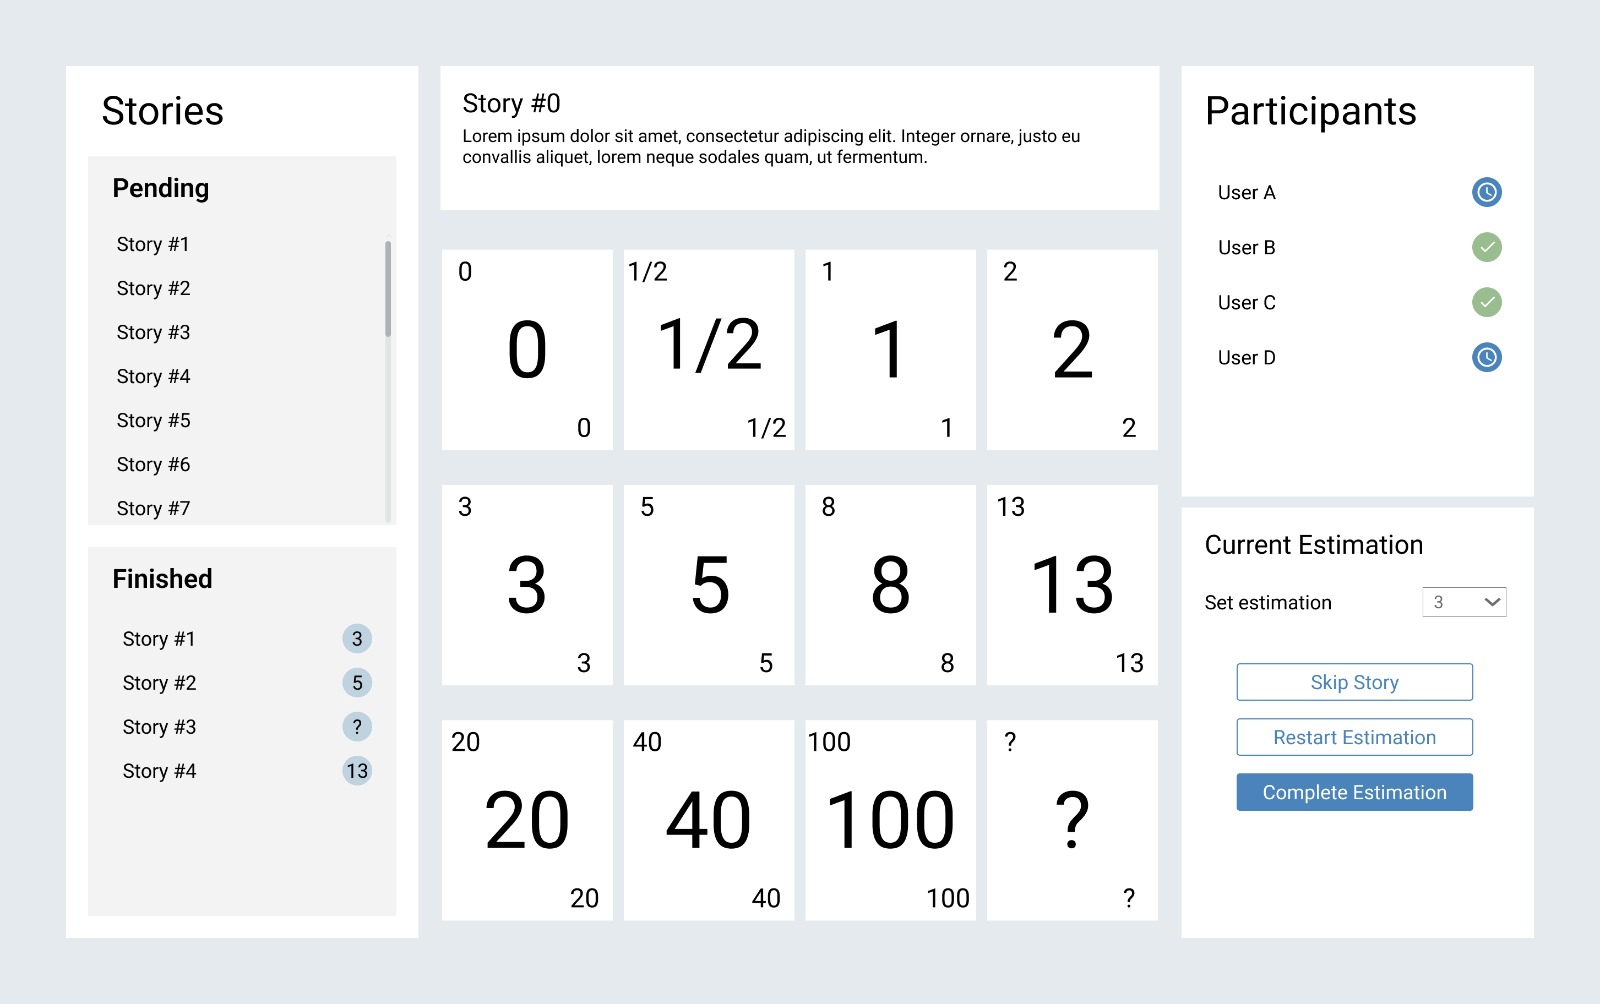 Stories
Pending
Story #1
Story #2
Story #3
Story #4
Story #5
Story #6
Story #7
Finished
Story #1 3
Story #2 5
Story #3 ?
Story #4 13
Story #0
Lorem ipsum dolor sit amet, consectetur adipiscing elit. Integer ornare, justo eu
convallis aliquet, lorem neque sodales quam, ut fermentum.
0 1/2 1 2
0 1/2 1 2
0 1/2 1 2
3 5 8 13
3 5 8 13
3 5 8 13
20 40 100 ?
20 40 100 ?
20 40 100 ?
Participants
User A
User B
User C
User D
Current Estimation
Set estimation 3
Skip Story
Restart Estimation
Complete Estimation